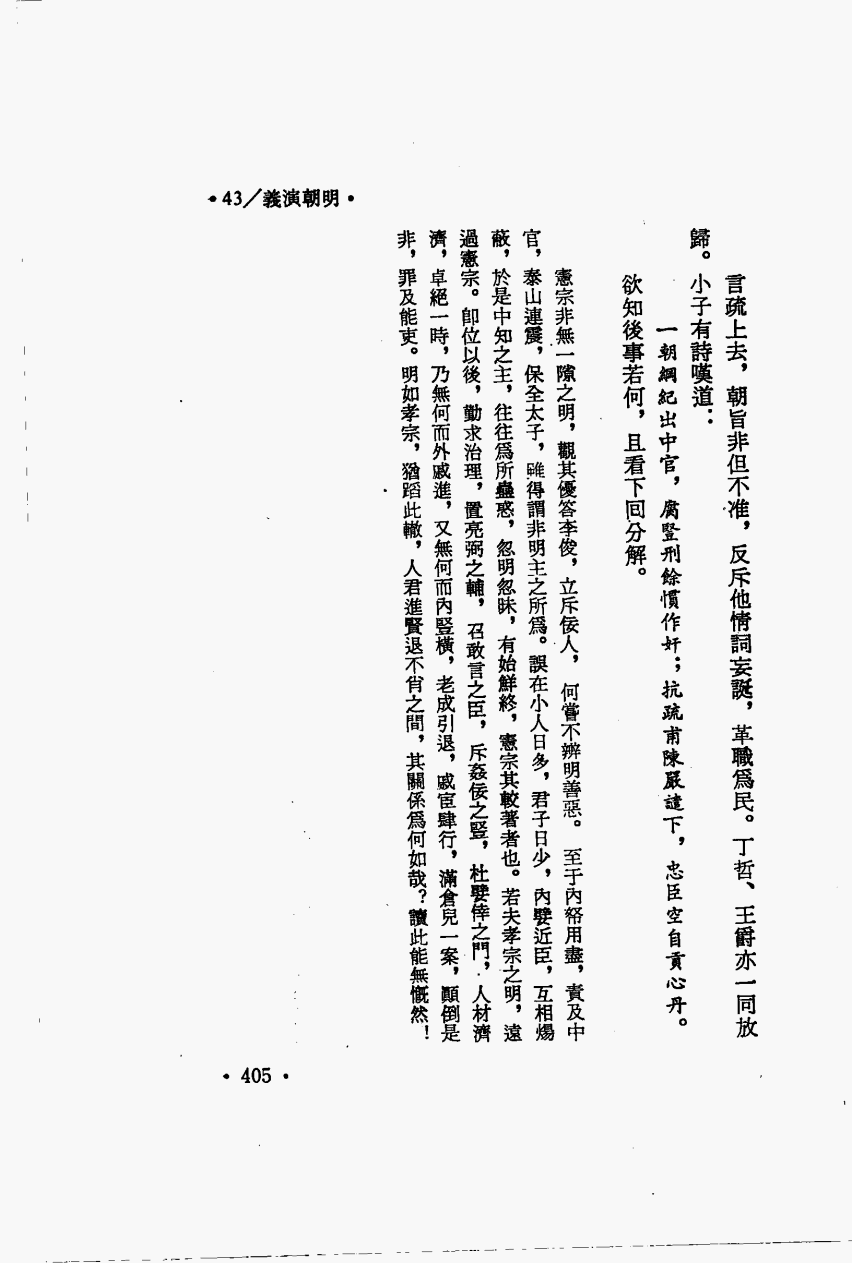 •43／義演朝明•
言疏上去，朝旨非但不准，反斥他情詞妄誕，革職爲民。丁哲、王爵亦一同放
歸。小子有詩嘆道：
一朝綱紀出中官，腐豎刑餘慣作奸；抗疏甫陳嚴譴下，忠臣空自貢心丹。
欲知後事若何，且看下回分解。
憲宗非無一隙之明，觀其優答李俊，立斥佞人，何嘗不辨明善惡。至于內帑用盡，責及中
官，泰山連震，保全太子，雖得謂非明主之所爲。誤在小人日多，君子日少，內嬖近臣，互相煬
蔽，於是中知之主，往往爲所蠱惑，忽明忽昧，有始鮮終，憲宗其較著者也。若夫孝宗之明，遠
過憲宗。卽位以後，勤求治理，置亮弼之輔，召敢言之臣，斥姦佞之豎，杜嬖倖之門，人材濟
濟，卓絕一時，乃無何而外戚進，又無何而內豎橫，老成引退，戚宦肆行，滿倉兒一案，顚倒是
非，罪及能吏。明如孝宗，猶蹈此轍，人君進賢退不肖之間，其關係爲何如哉？讀此能無慨然！
•405•